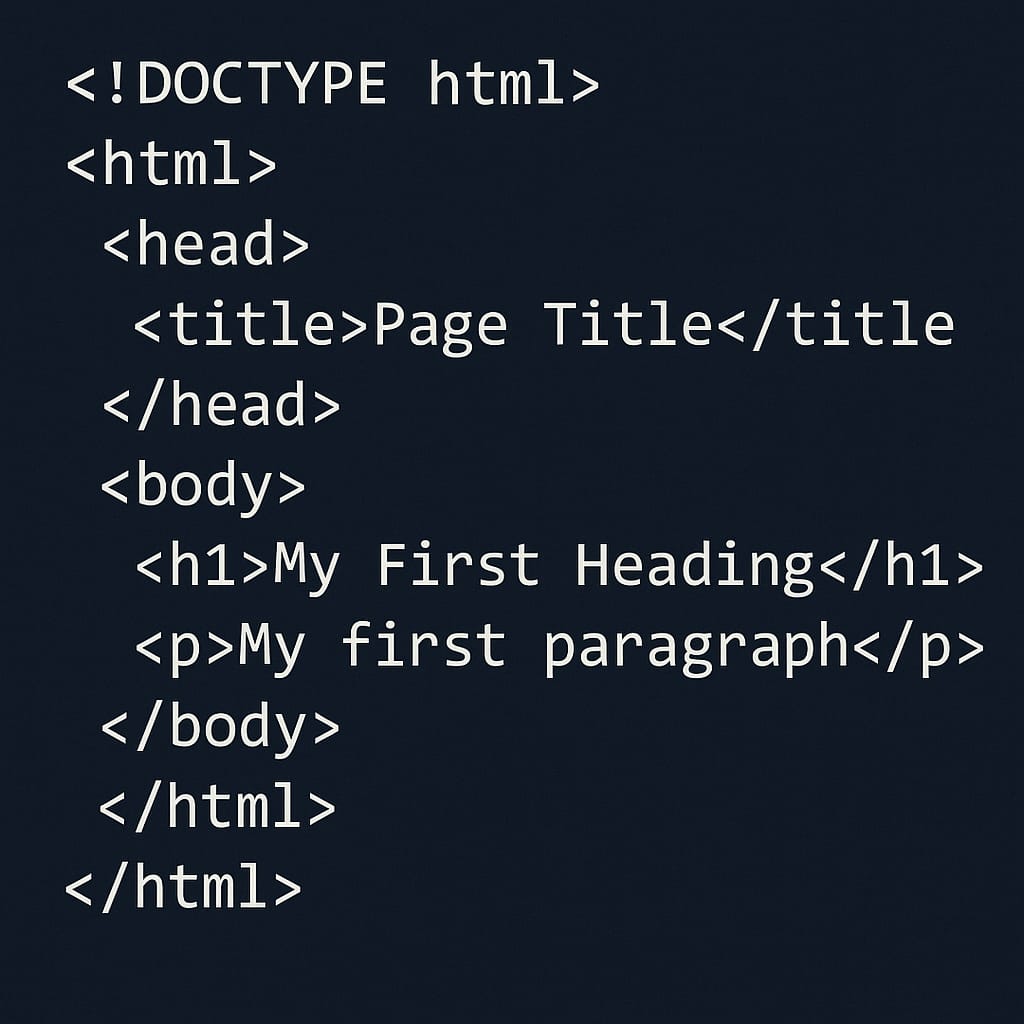 <!DOCTYPE html>
<html>
<head>
<title>Page Title</title
</head>
<body>
<h1>My First Heading</h1>
<p>My first paragraph</p>
</body>
</html>
</html>